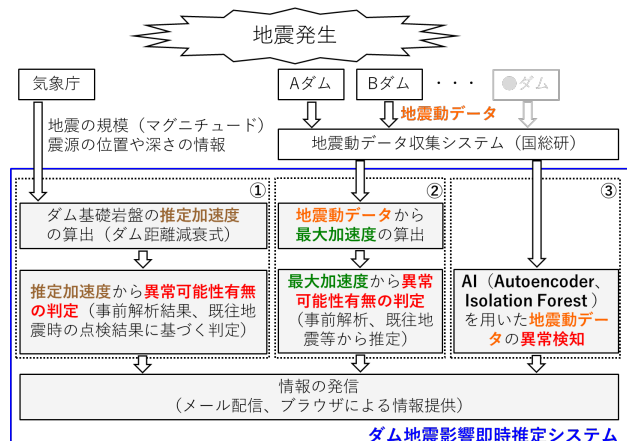 地震発生
気象庁
Aダム
Bダム
・・・
●ダム
地震動データ
地震の規模（マグニチュード）
震源の位置や深さの情報
地震動データ収集システム（国総研）
①
ダム基礎岩盤の推定加速度
の算出（ダム距離減衰式）
推定加速度から異常可能性有無
の判定（事前解析結果、既往地
震時の点検結果に基づく判定）
②
地震動データから
最大加速度の算出
最大加速度から異常
可能性有無の判定
（事前解析、既往地
震等から推定）
③
AI（Autoencoder、
Isolation Forest ）
を用いた地震動デー
タの異常検知
情報の発信
（メール配信、ブラウザによる情報提供）
ダム地震影響即時推定システム